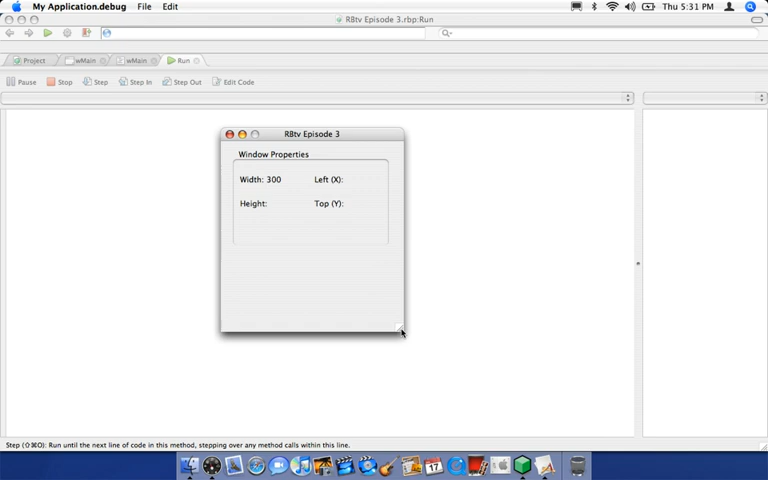 My Application.debug File Edit Thu 5:31 PM
RBtv Episode 3.rbp:Run
Project wMain wMain Run
Pause Stop Step Step In Step Out Edit Code
RBtv Episode 3
Window Properties
Width: 300 Left (X):
Height: Top (Y):
Step (⇧⌘O): Run until the next line of code in this method, stepping over any method calls within this line.
17